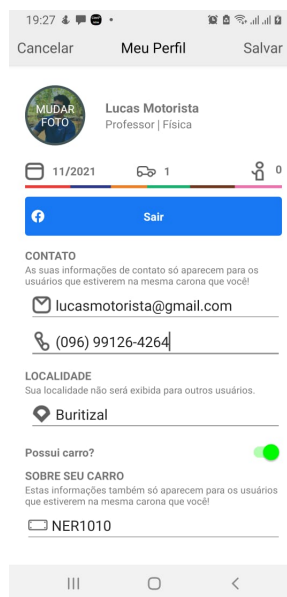 19:27
Cancelar Meu Perfil Salvar
MUDAR
FOTO
Lucas Motorista
Professor | Física
11/2021 1 0
Sair
CONTATO
As suas informações de contato só aparecem para os
usuários que estiverem na mesma carona que você!
lucasmotorista@gmail.com
(096) 99126-4264
LOCALIDADE
Sua localidade não será exibida para outros usuários.
Buritizal
Possui carro?
SOBRE SEU CARRO
Estas informações também só aparecem para os usuários
que estiverem na mesma carona que você!
NER1010